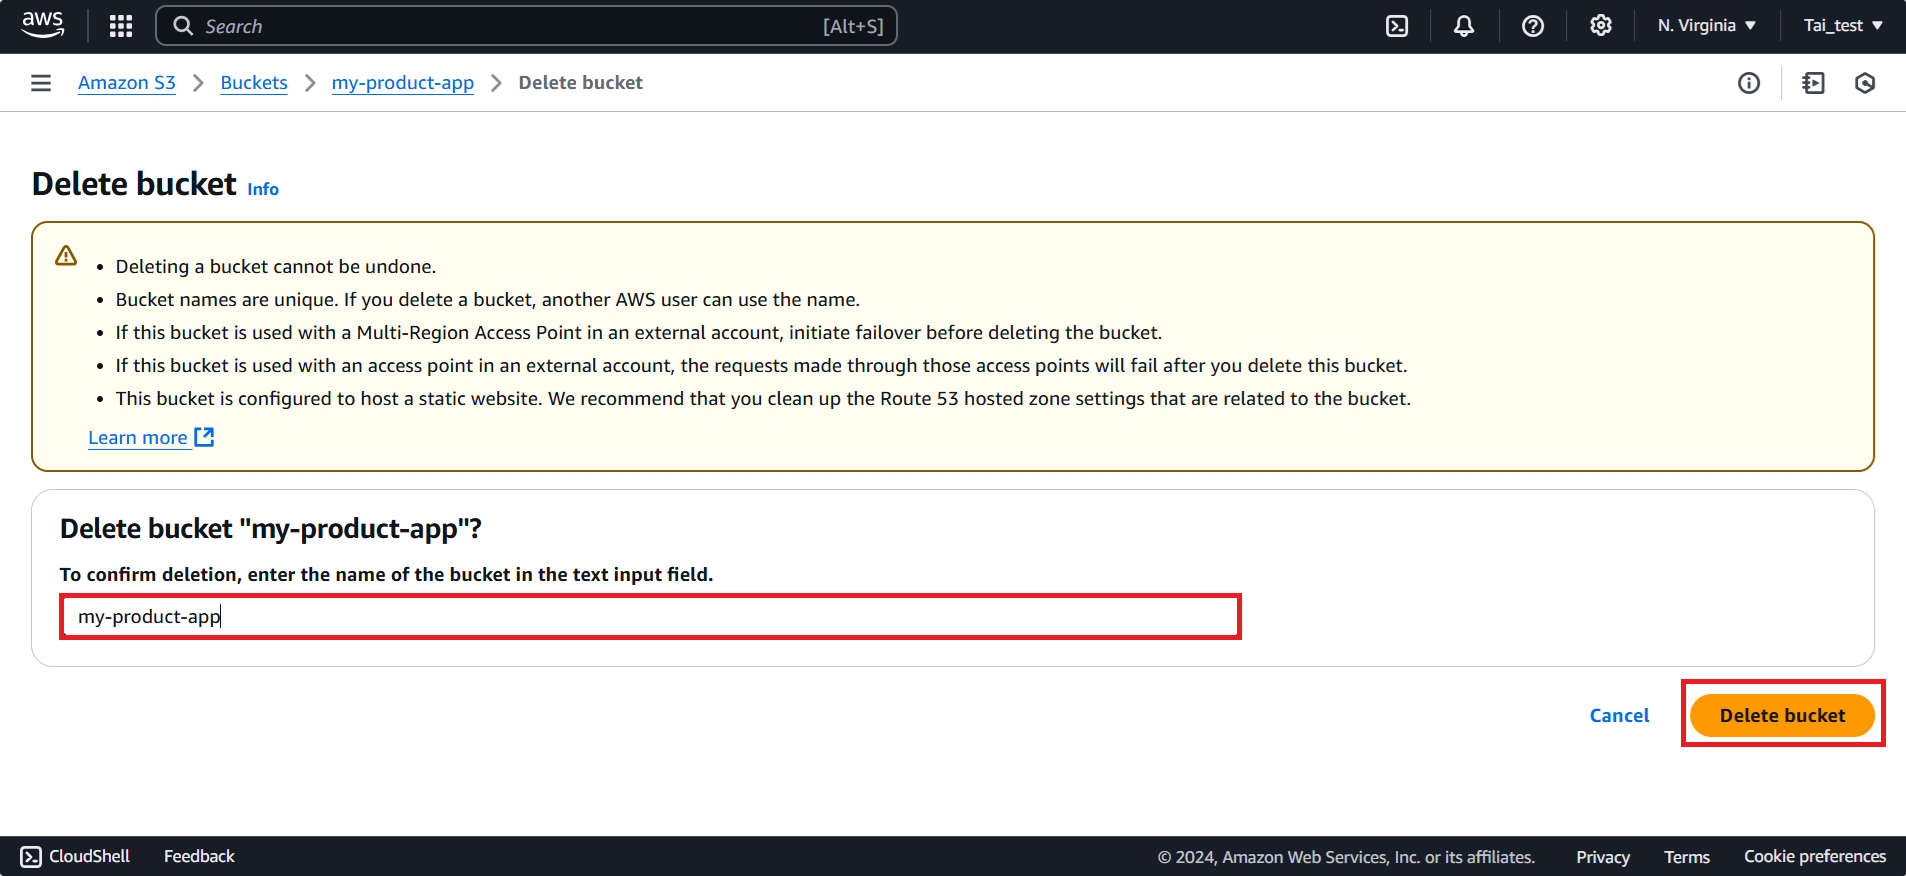 aws
Search [Alt+S]
N. Virginia
Tai_test
Amazon S3 Buckets my-product-app Delete bucket
Delete bucket Info
Deleting a bucket cannot be undone.
Bucket names are unique. If you delete a bucket, another AWS user can use the name.
If this bucket is used with a Multi-Region Access Point in an external account, initiate failover before deleting the bucket.
If this bucket is used with an access point in an external account, the requests made through those access points will fail after you delete this bucket.
This bucket is configured to host a static website. We recommend that you clean up the Route 53 hosted zone settings that are related to the bucket.
Learn more
Delete bucket "my-product-app"?
To confirm deletion, enter the name of the bucket in the text input field.
my-product-app
Cancel Delete bucket
CloudShell Feedback © 2024, Amazon Web Services, Inc. or its affiliates. Privacy Terms Cookie preferences